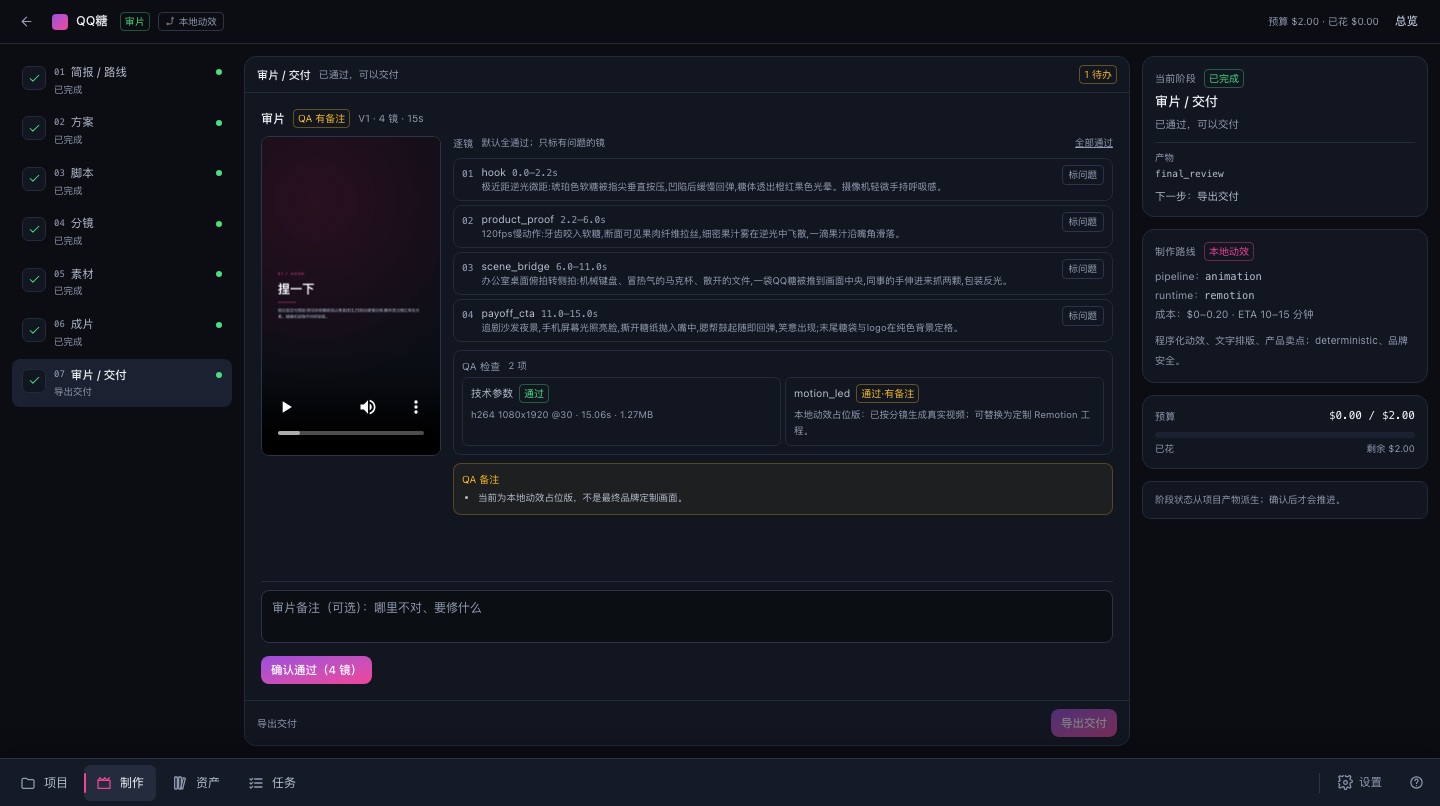 QQ糖 审片 本地动效 预算 $2.00 · 已花 $0.00 总览
01 简报 / 路线
已完成
02 方案
已完成
03 脚本
已完成
04 分镜
已完成
05 素材
已完成
06 成片
已完成
07 审片 / 交付
导出交付
审片 / 交付 已通过，可以交付 1 待办
审片 QA 有备注 V1 · 4 镜 · 15s
捏一下
逐镜 默认全通过；只标有问题的镜 全部通过
01 hook 0.0–2.2s 标问题
极近距逆光微距:琥珀色软糖被指尖垂直按压,凹陷后缓慢回弹,糖体透出橙红果色光晕。摄像机轻微手持呼吸感。
02 product_proof 2.2–6.0s 标问题
120fps慢动作:牙齿咬入软糖,断面可见果肉纤维拉丝,细密果汁雾在逆光中飞散,一滴果汁沿嘴角滑落。
03 scene_bridge 6.0–11.0s 标问题
办公室桌面俯拍转侧拍:机械键盘、冒热气的马克杯、散开的文件,一袋QQ糖被推到画面中央,同事的手伸进来抓两颗,包装反光。
04 payoff_cta 11.0–15.0s 标问题
追剧沙发夜景,手机屏幕光照亮脸,撕开糖纸抛入嘴中,腮帮鼓起随即回弹,笑意出现;末尾糖袋与logo在纯色背景定格。
QA 检查 2 项
技术参数 通过
h264 1080x1920 @30 · 15.06s · 1.27MB
motion_led 通过·有备注
本地动效占位版：已按分镜生成真实视频；可替换为定制 Remotion 工
程。
QA 备注
• 当前为本地动效占位版，不是最终品牌定制画面。
审片备注（可选）：哪里不对、要修什么
确认通过（4 镜）
导出交付 导出交付
当前阶段 已完成
审片 / 交付
已通过，可以交付
产物
final_review
下一步：导出交付
制作路线 本地动效
pipeline: animation
runtime: remotion
成本：$0–0.20 · ETA 10–15 分钟
程序化动效、文字排版、产品卖点；deterministic、品牌
安全。
预算 $0.00 / $2.00
已花 剩余 $2.00
阶段状态从项目产物派生；确认后才会推进。
项目 制作 资产 任务 设置